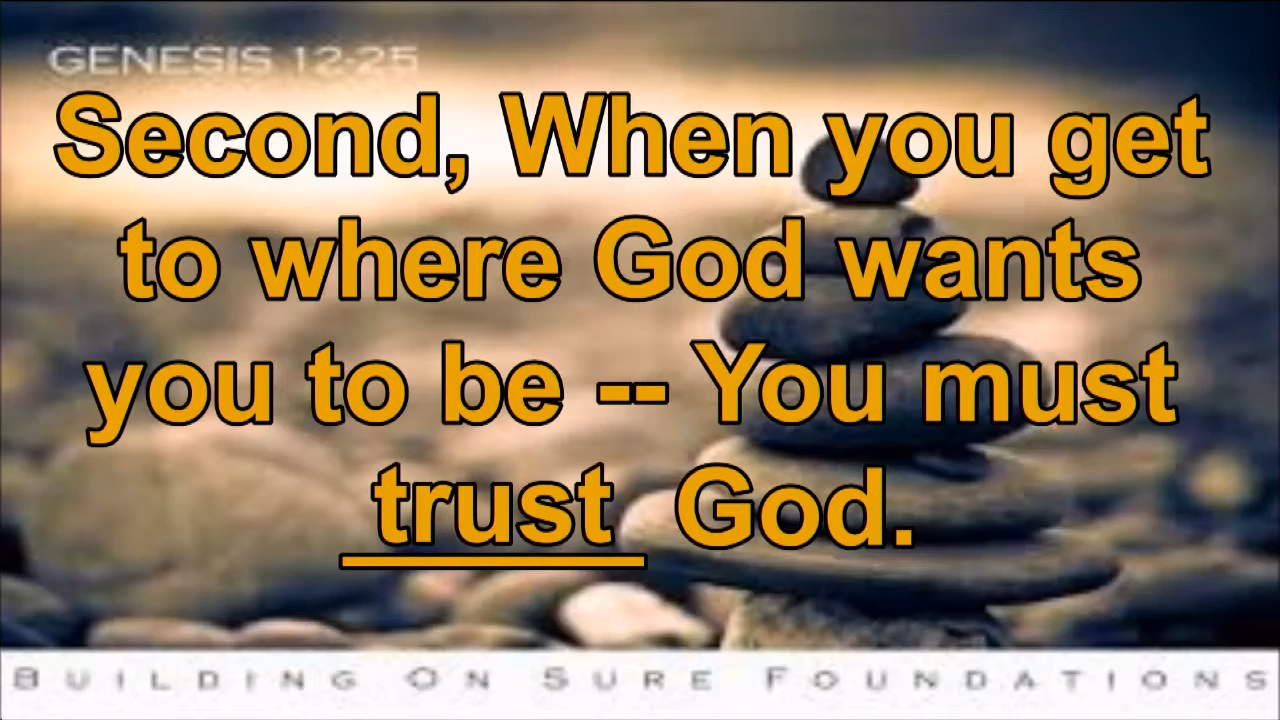 GENESIS 12-25
Second, When you get
to where God wants
you to be -- You must
trust God.
BUILDING ON SURE FOUNDATIONS